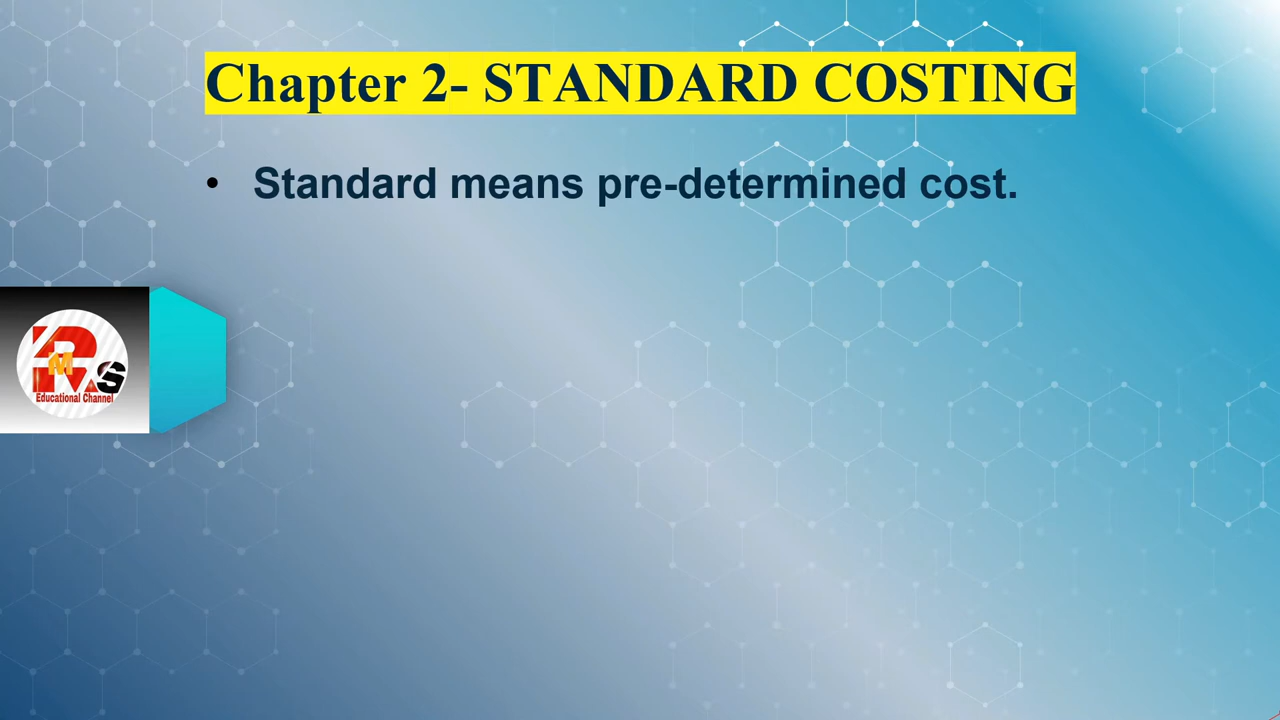 Chapter 2- STANDARD COSTING
• Standard means pre-determined cost.
M
S
Educational Channel